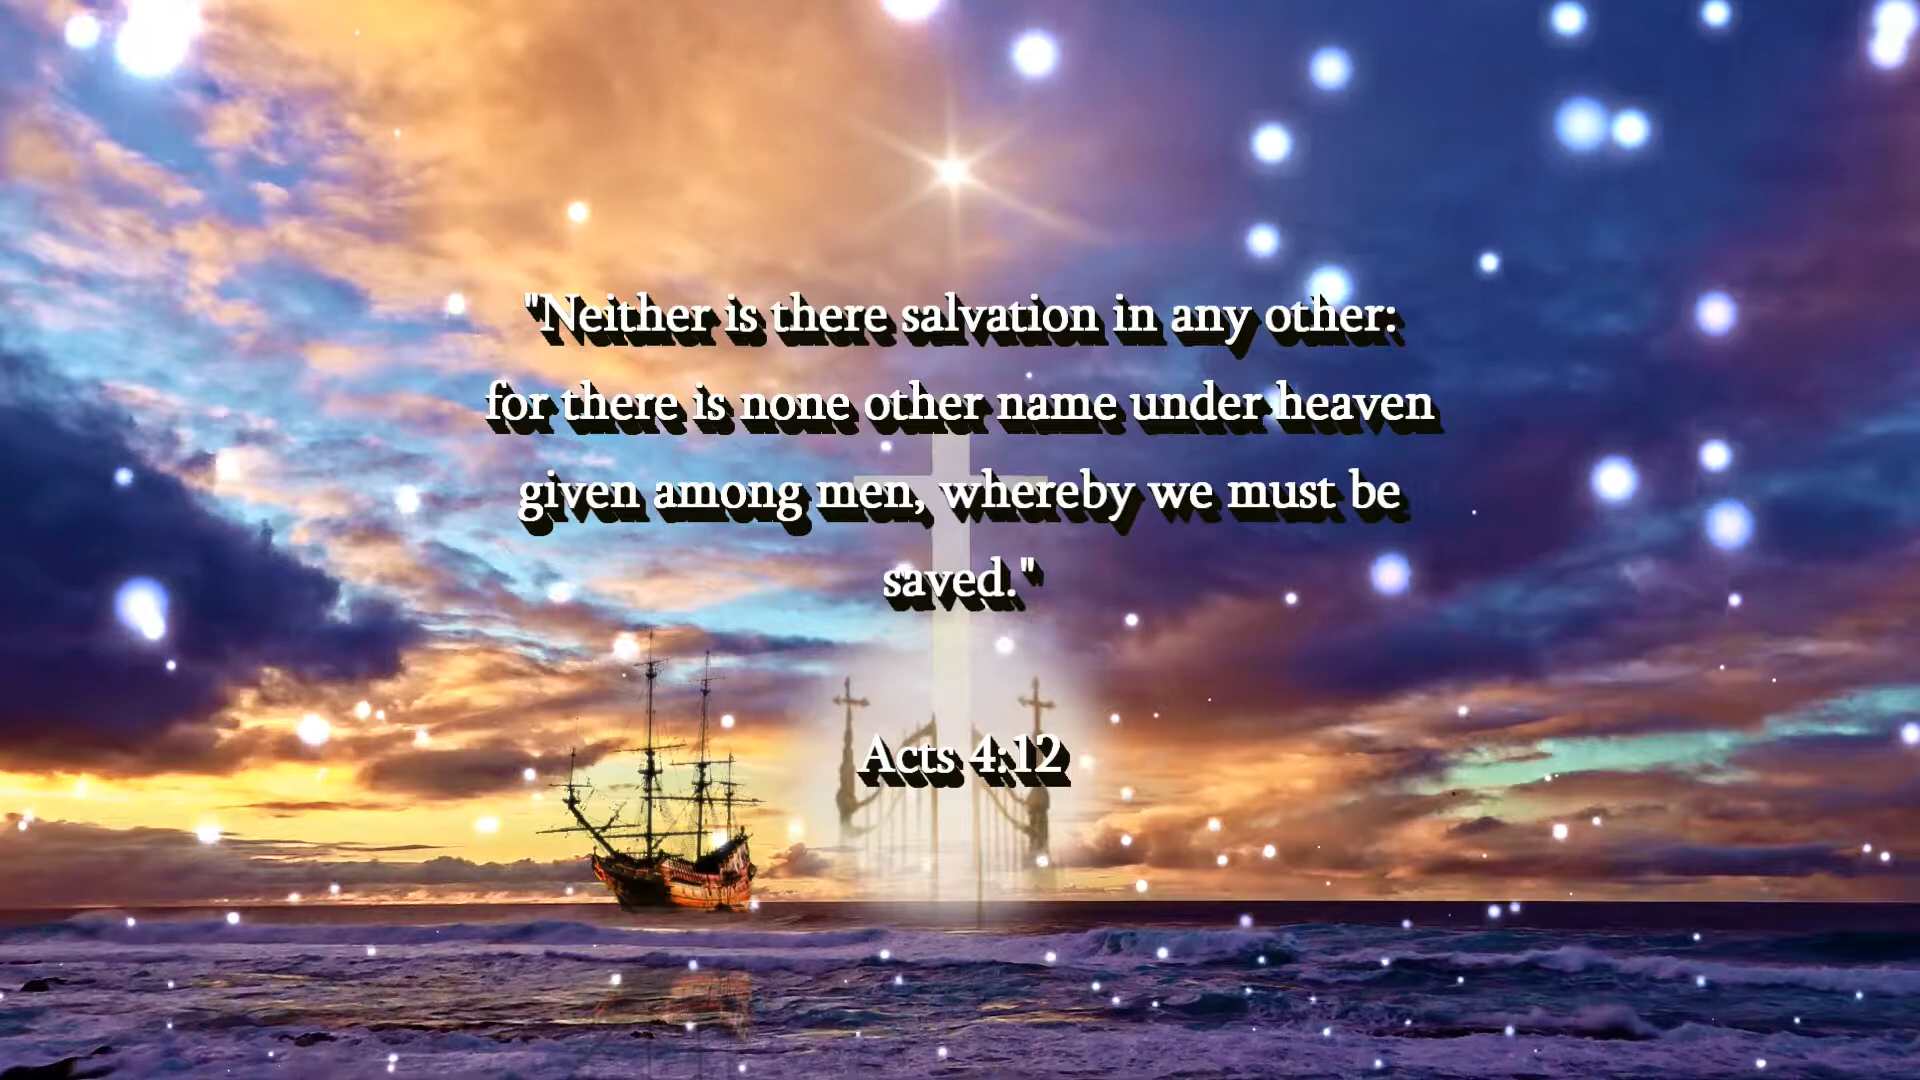 "Neither is there salvation in any other:
for there is none other name under heaven
given among men, whereby we must be
saved."
Acts 4:12